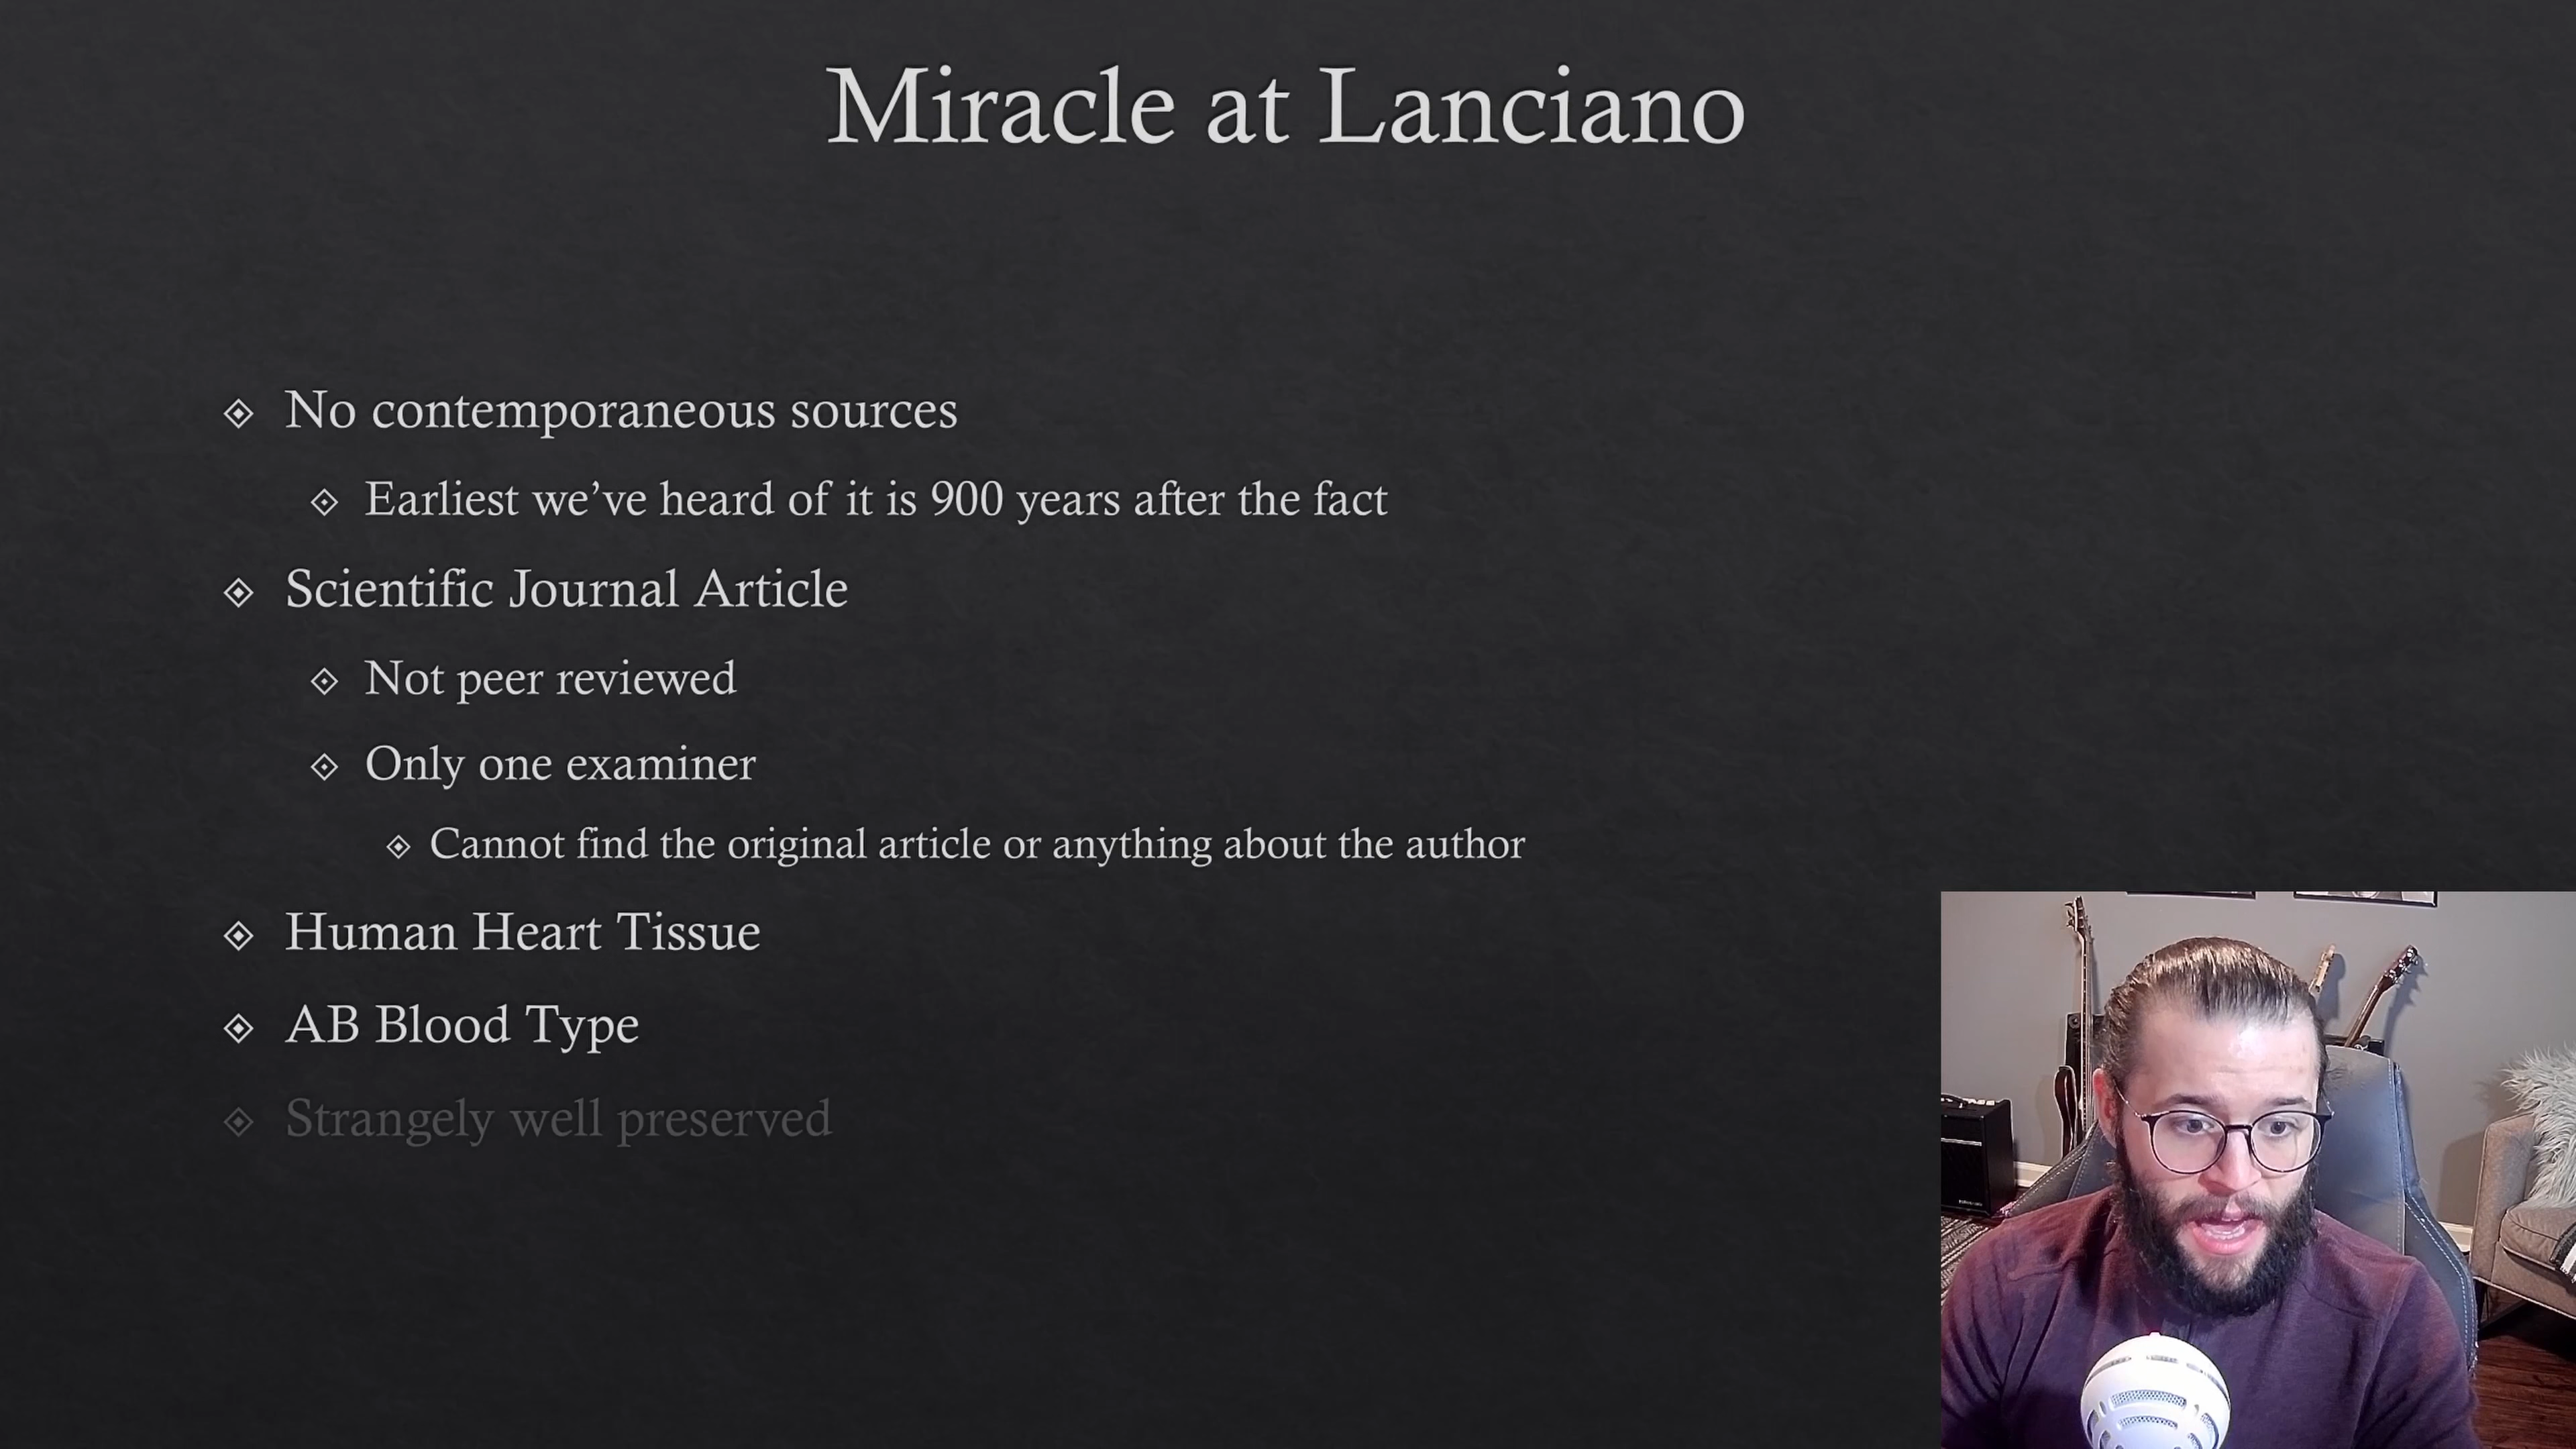 Miracle at Lanciano
No contemporaneous sources
Earliest we’ve heard of it is 900 years after the fact
Scientific Journal Article
Not peer reviewed
Only one examiner
Cannot find the original article or anything about the author
Human Heart Tissue
AB Blood Type
Strangely well preserved